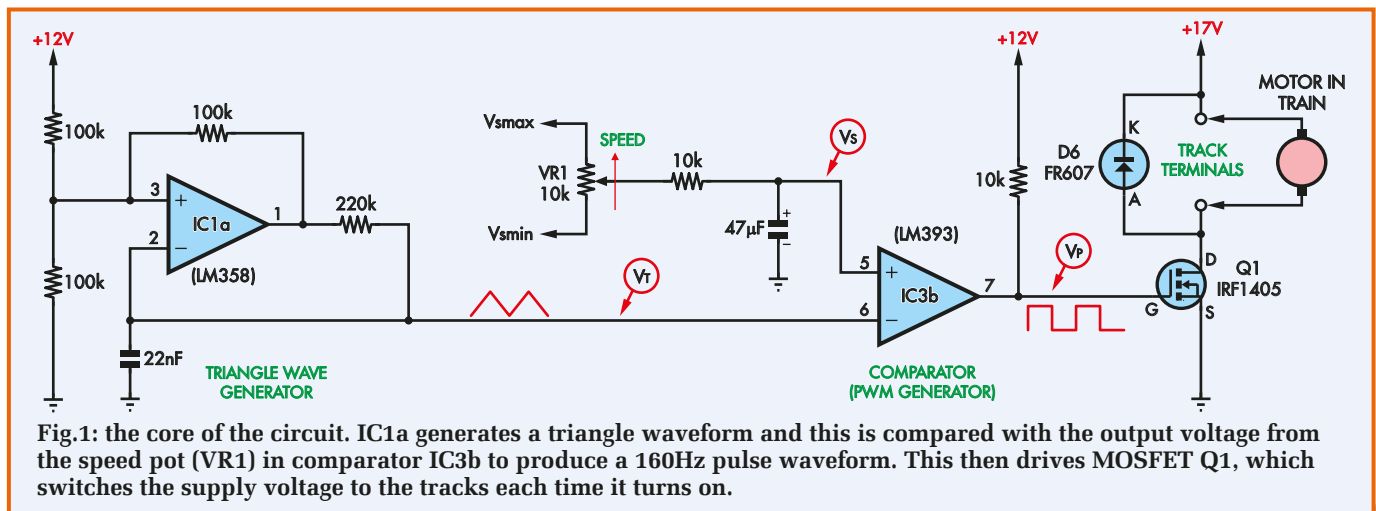 +12V
100k
100k
100k
3
+
IC1a
1
2
−
(LM358)
220k
22nF
TRIANGLE WAVE
GENERATOR
Vsmax
SPEED
VR1
10k
Vsmin
10k
VS
47µF
+
−
VT
(LM393)
5
+
IC3b
7
6
−
COMPARATOR
(PWM GENERATOR)
+12V
10k
VP
+17V
K
D6
FR607
A
TRACK
TERMINALS
MOTOR IN
TRAIN
D
Q1
IRF1405
G
S
Fig.1: the core of the circuit. IC1a generates a triangle waveform and this is compared with the output voltage from
the speed pot (VR1) in comparator IC3b to produce a 160Hz pulse waveform. This then drives MOSFET Q1, which
switches the supply voltage to the tracks each time it turns on.